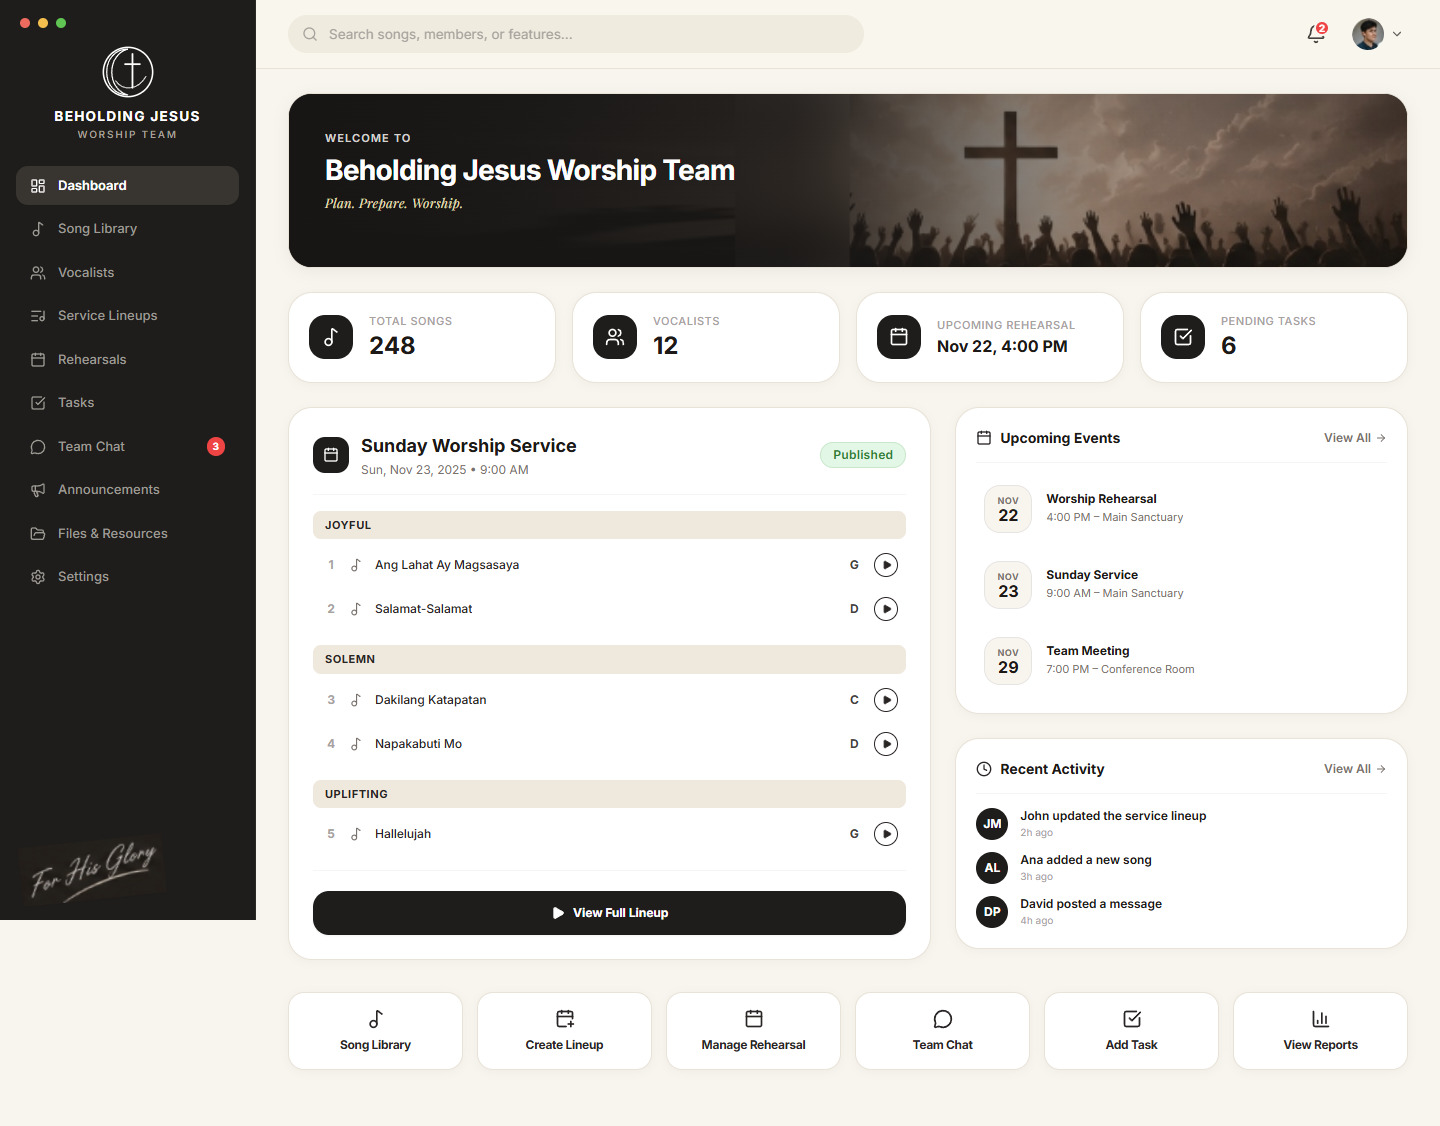 BEHOLDING JESUS
WORSHIP TEAM
Dashboard
Song Library
Vocalists
Service Lineups
Rehearsals
Tasks
Team Chat
3
Announcements
Files & Resources
Settings
For His Glory
Search songs, members, or features...
2
WELCOME TO
Beholding Jesus Worship Team
Plan. Prepare. Worship.
TOTAL SONGS
248
VOCALISTS
12
UPCOMING REHEARSAL
Nov 22, 4:00 PM
PENDING TASKS
6
Sunday Worship Service
Sun, Nov 23, 2025 • 9:00 AM
Published
JOYFUL
1 Ang Lahat Ay Magsasaya G
2 Salamat-Salamat D
SOLEMN
3 Dakilang Katapatan C
4 Napakabuti Mo D
UPLIFTING
5 Hallelujah G
View Full Lineup
Upcoming Events
View All →
NOV
22
Worship Rehearsal
4:00 PM – Main Sanctuary
NOV
23
Sunday Service
9:00 AM – Main Sanctuary
NOV
29
Team Meeting
7:00 PM – Conference Room
Recent Activity
View All →
JM
John updated the service lineup
2h ago
AL
Ana added a new song
3h ago
DP
David posted a message
4h ago
Song Library
Create Lineup
Manage Rehearsal
Team Chat
Add Task
View Reports